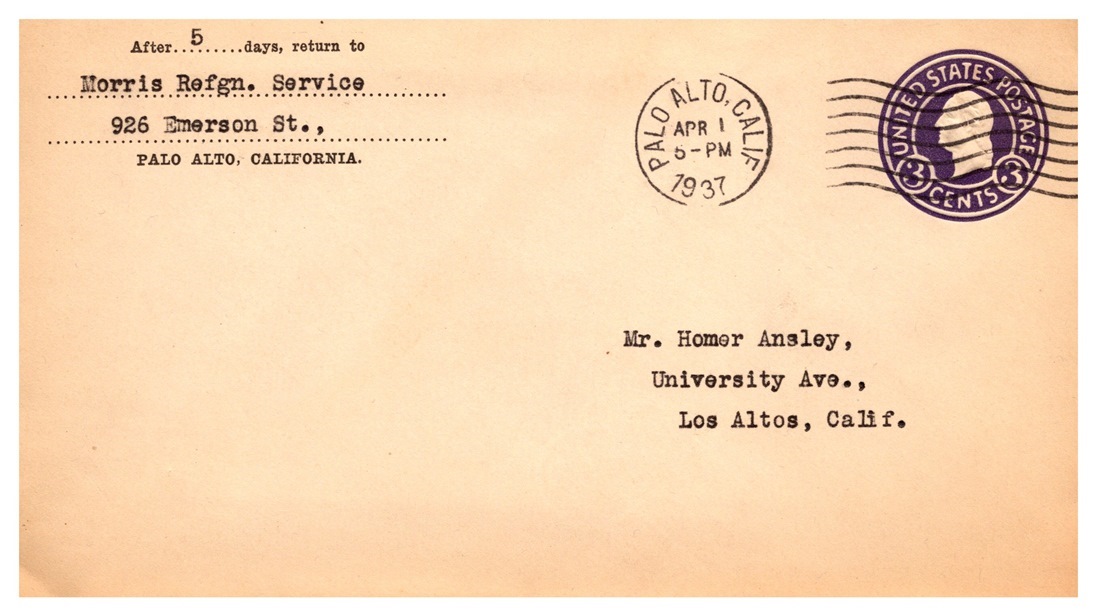 After...5......days, return to
Morris Refgn. Service
926 Emerson St.,
PALO ALTO, CALIFORNIA.
PALO ALTO, CALIF
APR 1
5-PM
1937
UNITED STATES POSTAGE
3 CENTS 3
Mr. Homer Ansley,
University Ave.,
Los Altos, Calif.